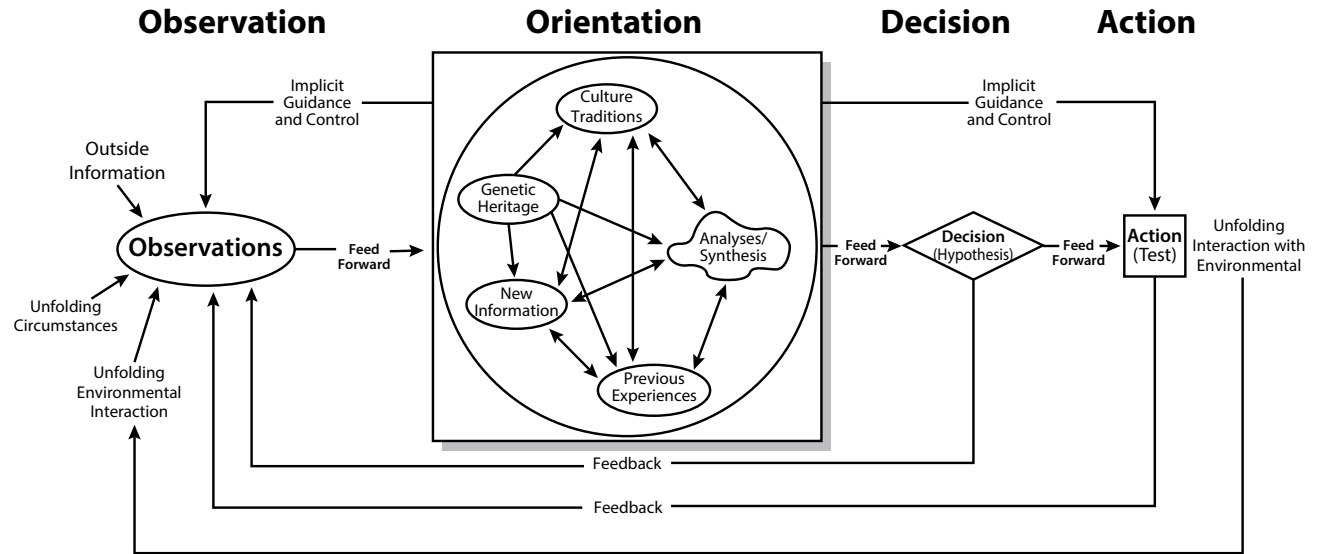 Observation
Orientation
Decision
Action
Implicit
Guidance
and Control
Outside
Information
Observations
Unfolding
Circumstances
Unfolding
Environmental
Interaction
Feed
Forward
Culture
Traditions
Genetic
Heritage
Analyses/
Synthesis
New
Information
Previous
Experiences
Feed
Forward
Decision
(Hypothesis)
Feed
Forward
Implicit
Guidance
and Control
Action
(Test)
Unfolding
Interaction with
Environmental
Feedback
Feedback